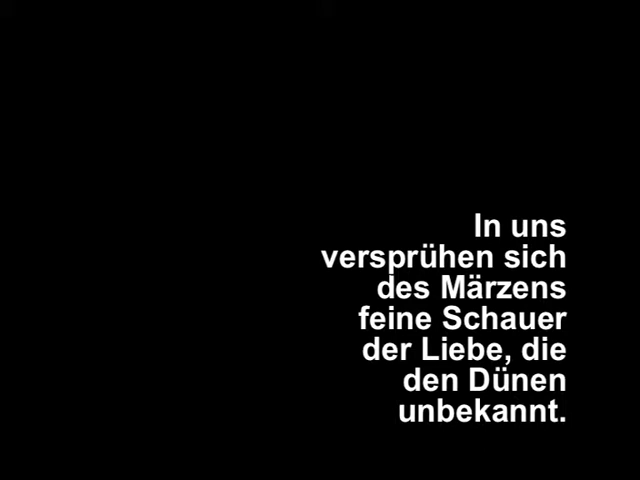 In uns
versprühen sich
des Märzens
feine Schauer
der Liebe, die
den Dünen
unbekannt.